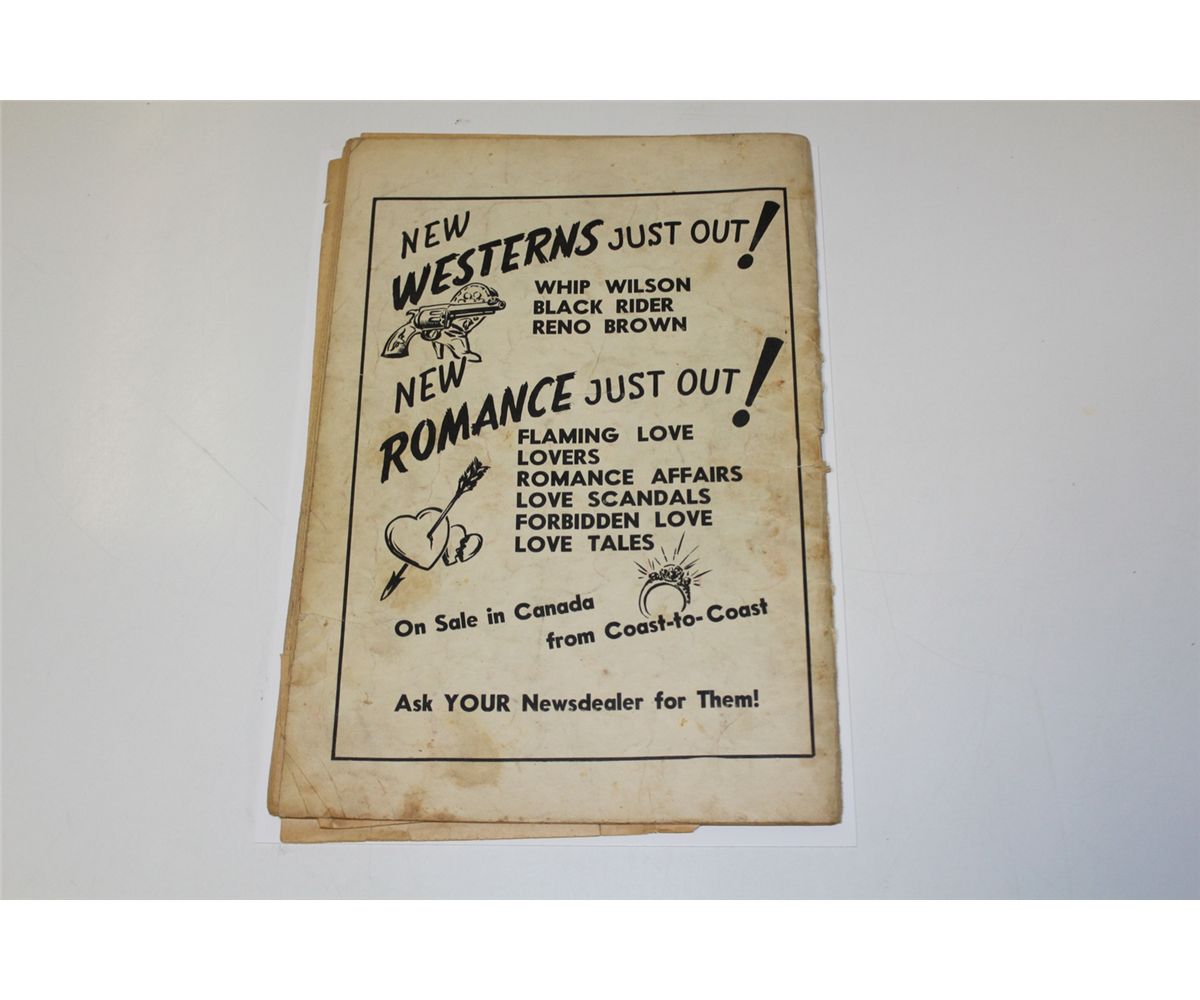 NEW
WESTERNS JUST OUT!
WHIP WILSON
BLACK RIDER
RENO BROWN
NEW
ROMANCE JUST OUT!
FLAMING LOVE
LOVERS
ROMANCE AFFAIRS
LOVE SCANDALS
FORBIDDEN LOVE
LOVE TALES
On Sale in Canada
from Coast-to-Coast
Ask YOUR Newsdealer for Them!